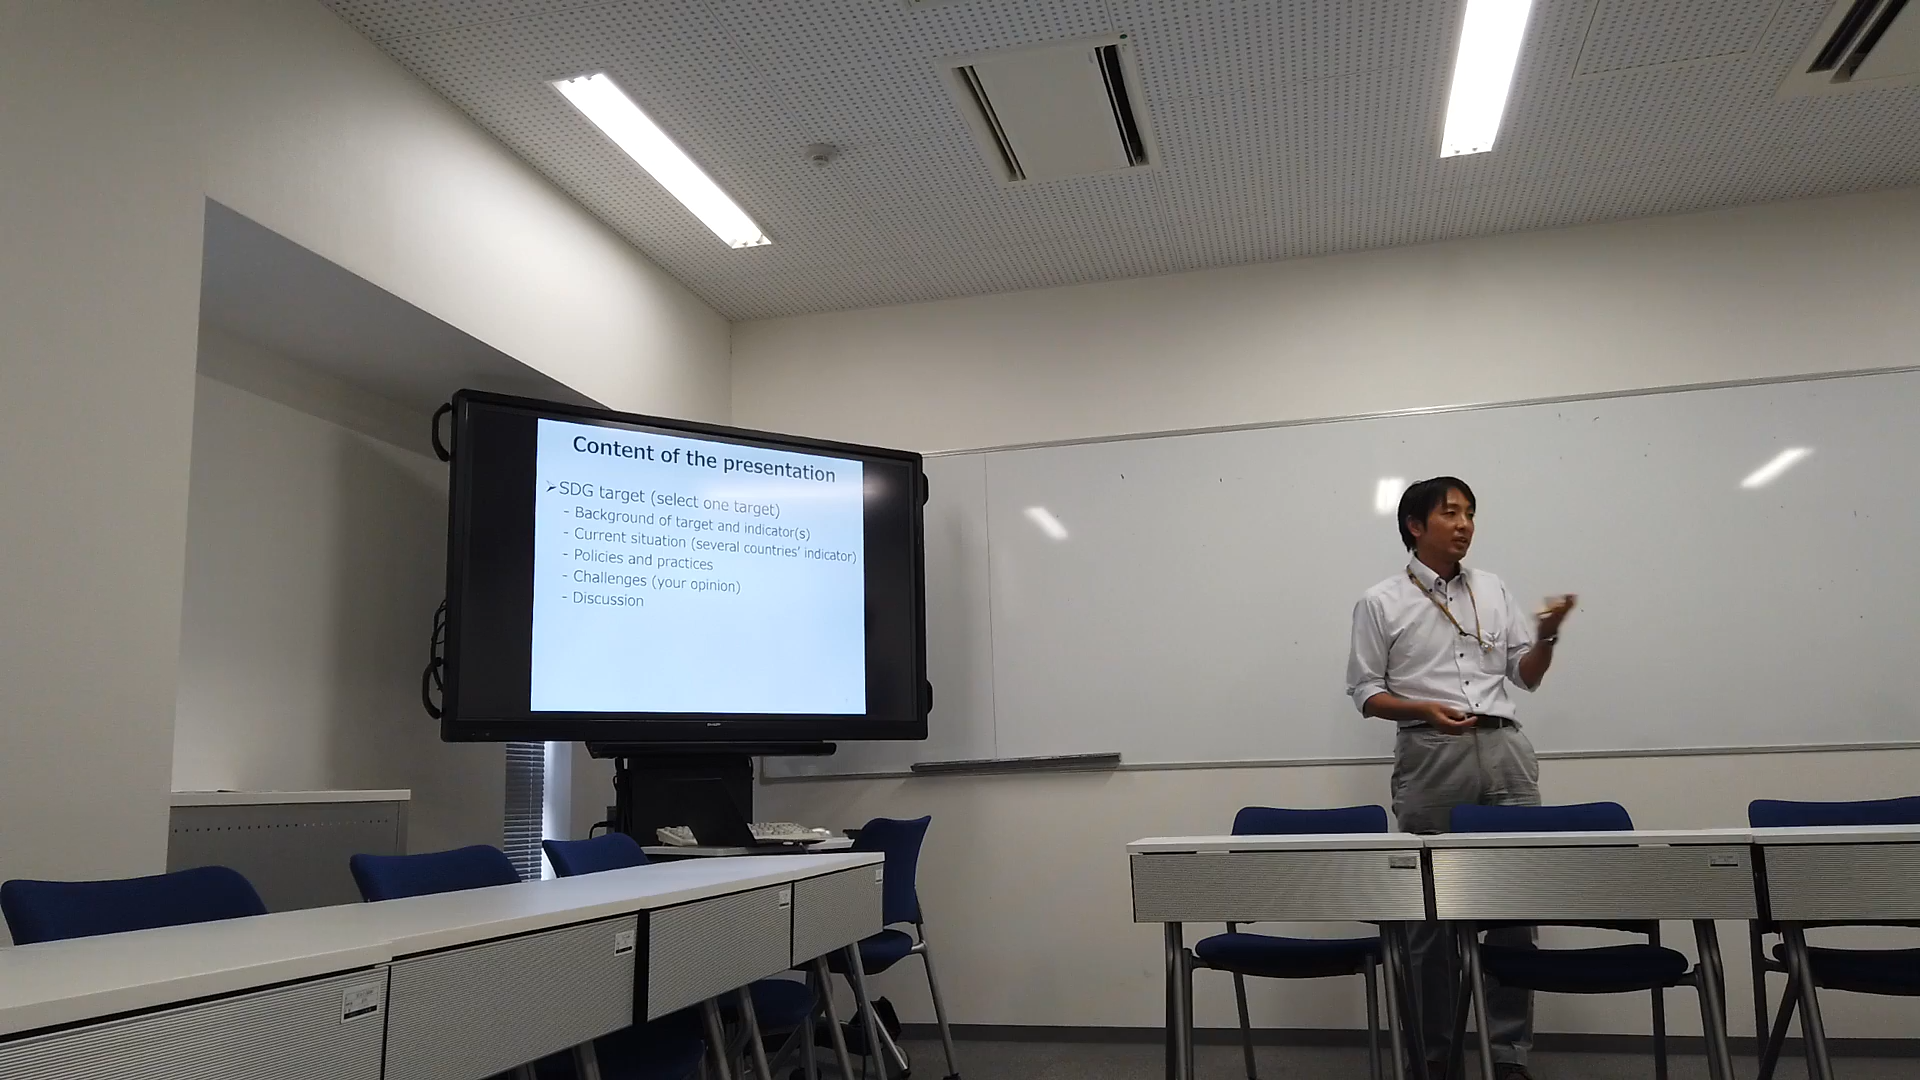 Content of the presentation
➢SDG target (select one target)
- Background of target and indicator(s)
- Current situation (several countries' indicator)
- Policies and practices
- Challenges (your opinion)
- Discussion
SHARP